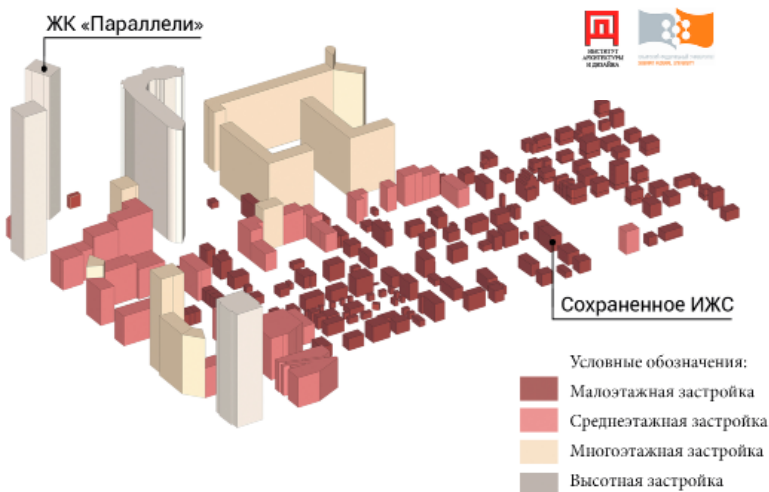 ЖК «Параллели»
ИНСТИТУТ
АРХИТЕКТУРЫ
И ДИЗАЙНА
Сохраненное ИЖС
Условные обозначения:
Малоэтажная застройка
Среднеэтажная застройка
Многоэтажная застройка
Высотная застройка